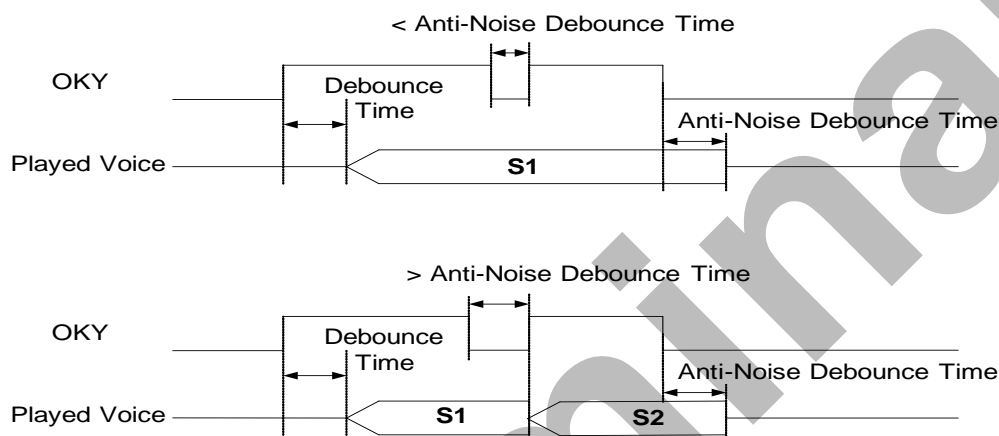 < Anti-Noise Debounce Time
OKY
Debounce
Time
Anti-Noise Debounce Time
Played Voice
S1
> Anti-Noise Debounce Time
OKY
Debounce
Time
Anti-Noise Debounce Time
Played Voice
S1
S2